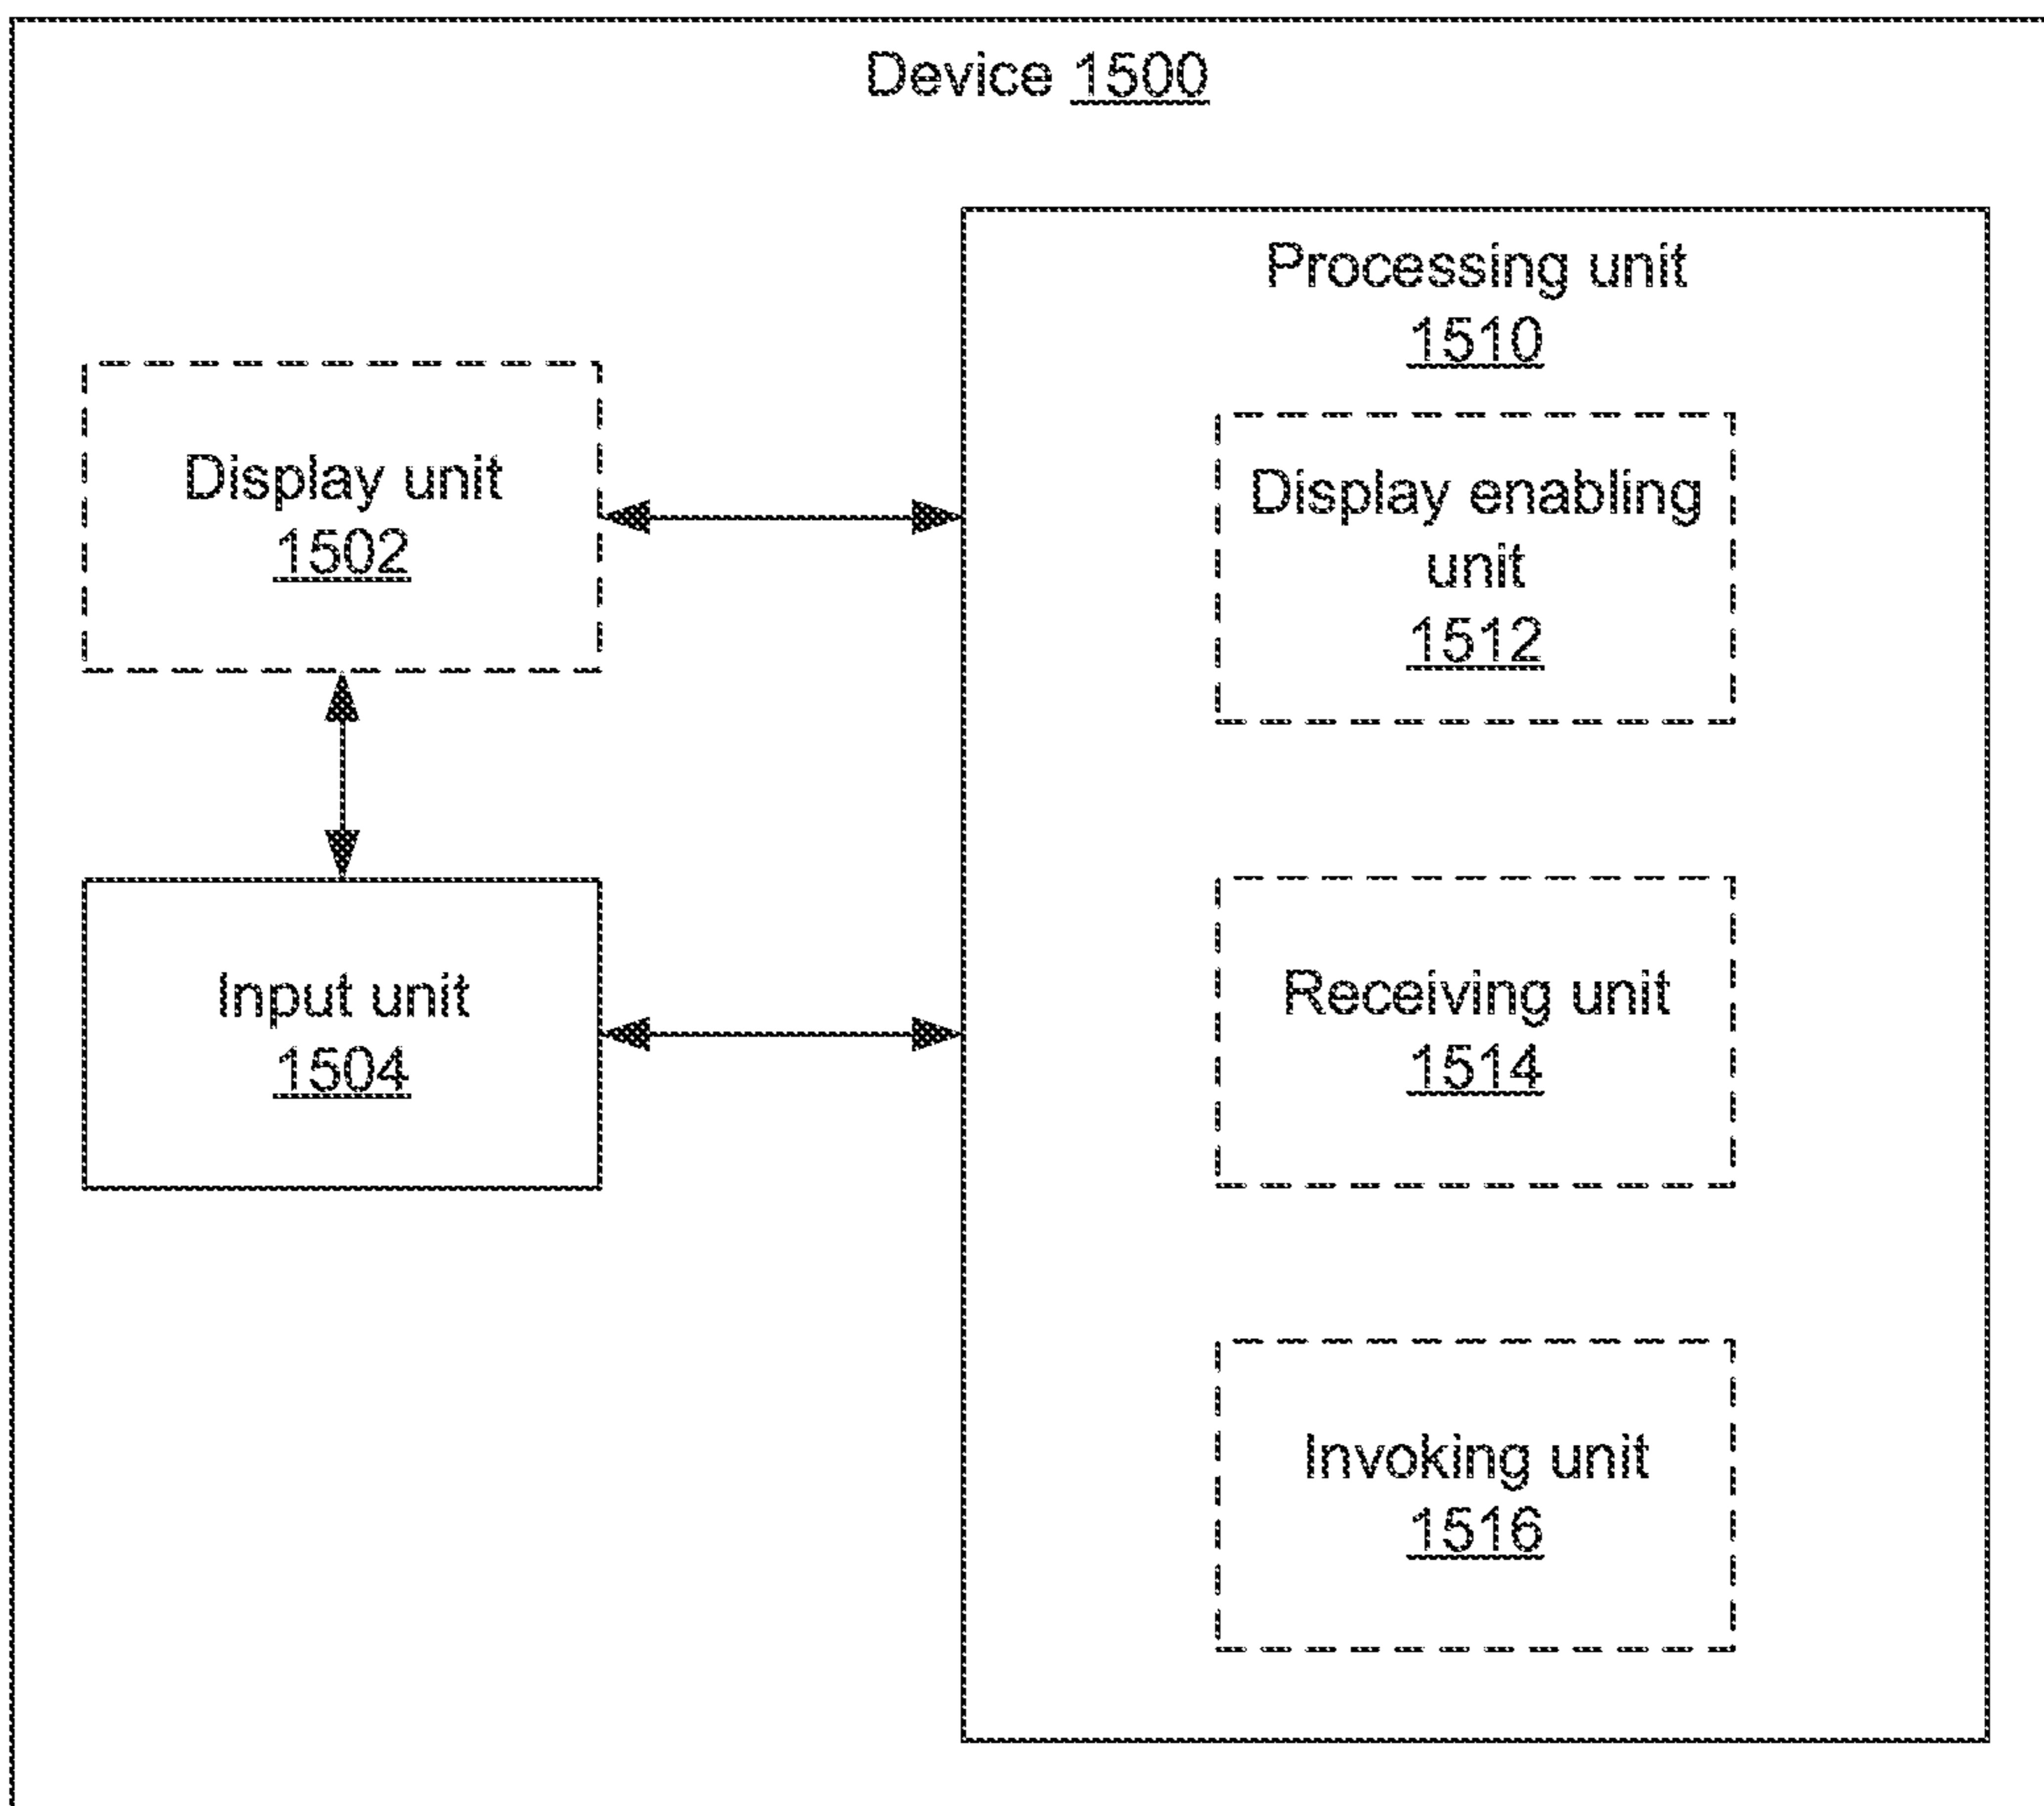 Device 1500
Processing unit
1510
Display unit
1502
Display enabling
unit
1512
Input unit
1504
Receiving unit
1514
Invoking unit
1516